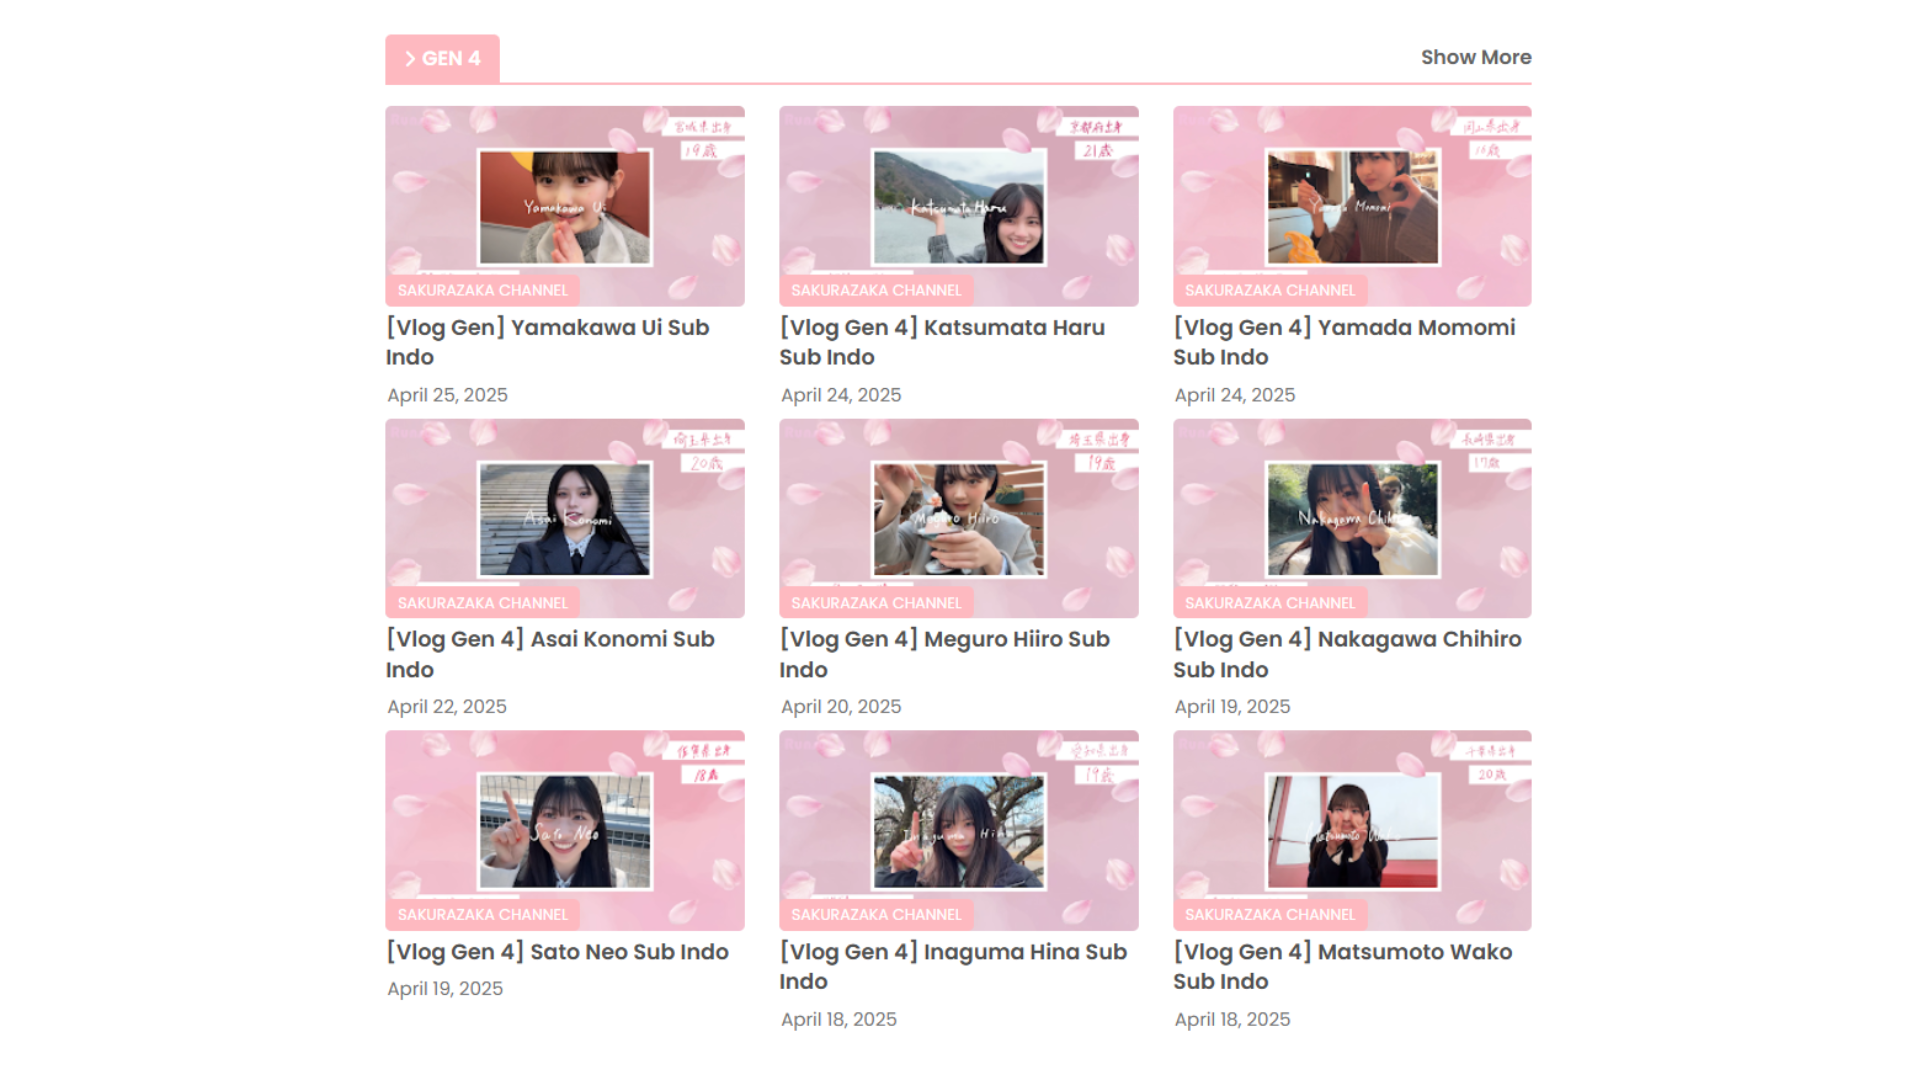 GEN 4
Show More
宮城県出身
19歳
Yamakawa Ui
SAKURAZAKA CHANNEL
[Vlog Gen] Yamakawa Ui Sub
Indo
April 25, 2025
京都府出身
21歳
Katsumata Haru
SAKURAZAKA CHANNEL
[Vlog Gen 4] Katsumata Haru
Sub Indo
April 24, 2025
岡山県出身
16歳
Momomi
SAKURAZAKA CHANNEL
[Vlog Gen 4] Yamada Momomi
Sub Indo
April 24, 2025
埼玉県出身
20歳
Asai Konomi
SAKURAZAKA CHANNEL
[Vlog Gen 4] Asai Konomi Sub
Indo
April 22, 2025
埼玉県出身
19歳
Meguro Hiiro
SAKURAZAKA CHANNEL
[Vlog Gen 4] Meguro Hiiro Sub
Indo
April 20, 2025
長崎県出身
17歳
Nakagawa
SAKURAZAKA CHANNEL
[Vlog Gen 4] Nakagawa Chihiro
Sub Indo
April 19, 2025
佐賀県出身
18歳
Sato Neo
SAKURAZAKA CHANNEL
[Vlog Gen 4] Sato Neo Sub Indo
April 19, 2025
愛知県出身
19歳
SAKURAZAKA CHANNEL
[Vlog Gen 4] Inaguma Hina Sub
Indo
April 18, 2025
千葉県出身
20歳
SAKURAZAKA CHANNEL
[Vlog Gen 4] Matsumoto Wako
Sub Indo
April 18, 2025